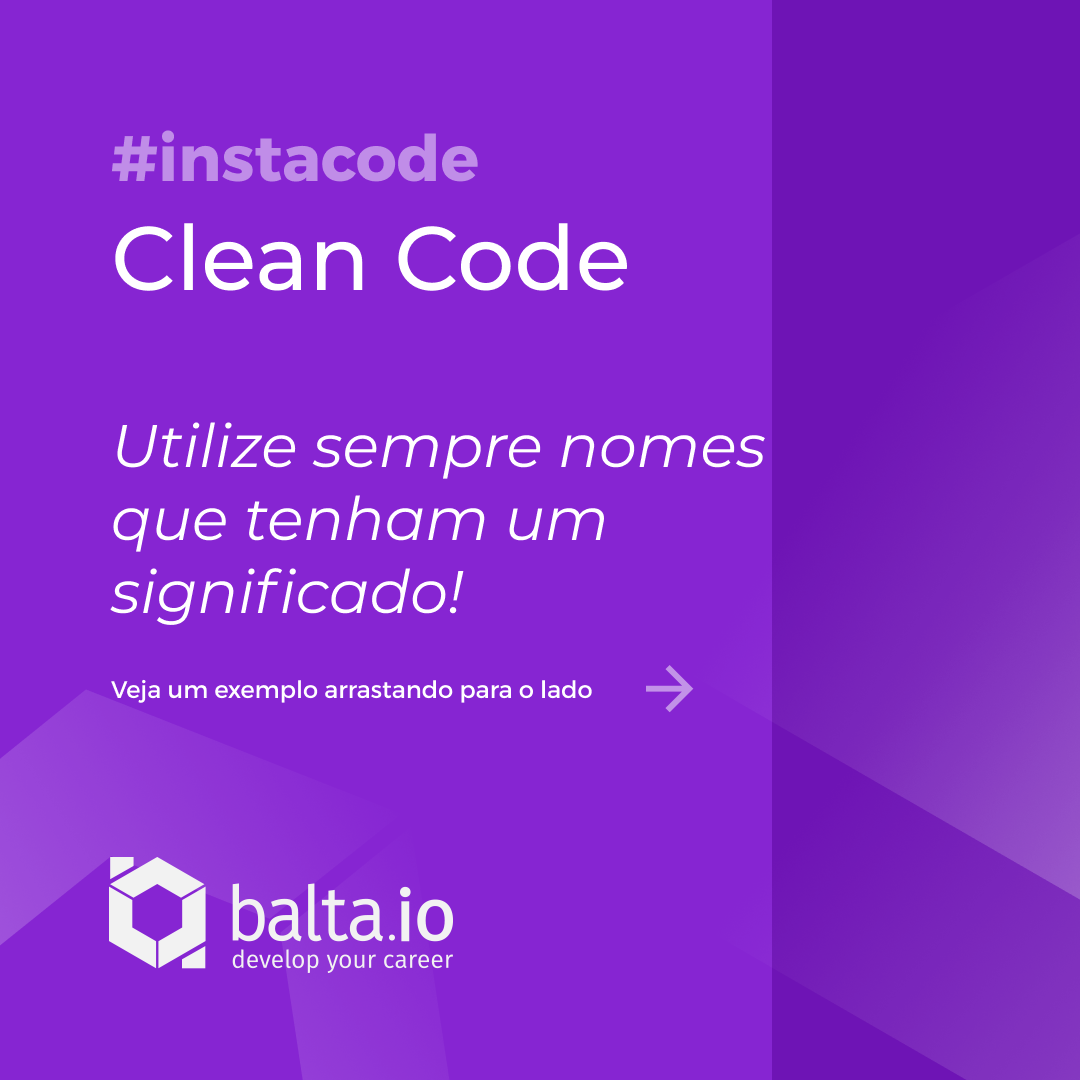 #instacode
Clean Code
Utilize sempre nomes
que tenham um
significado!
Veja um exemplo arrastando para o lado
balta.io
develop your career